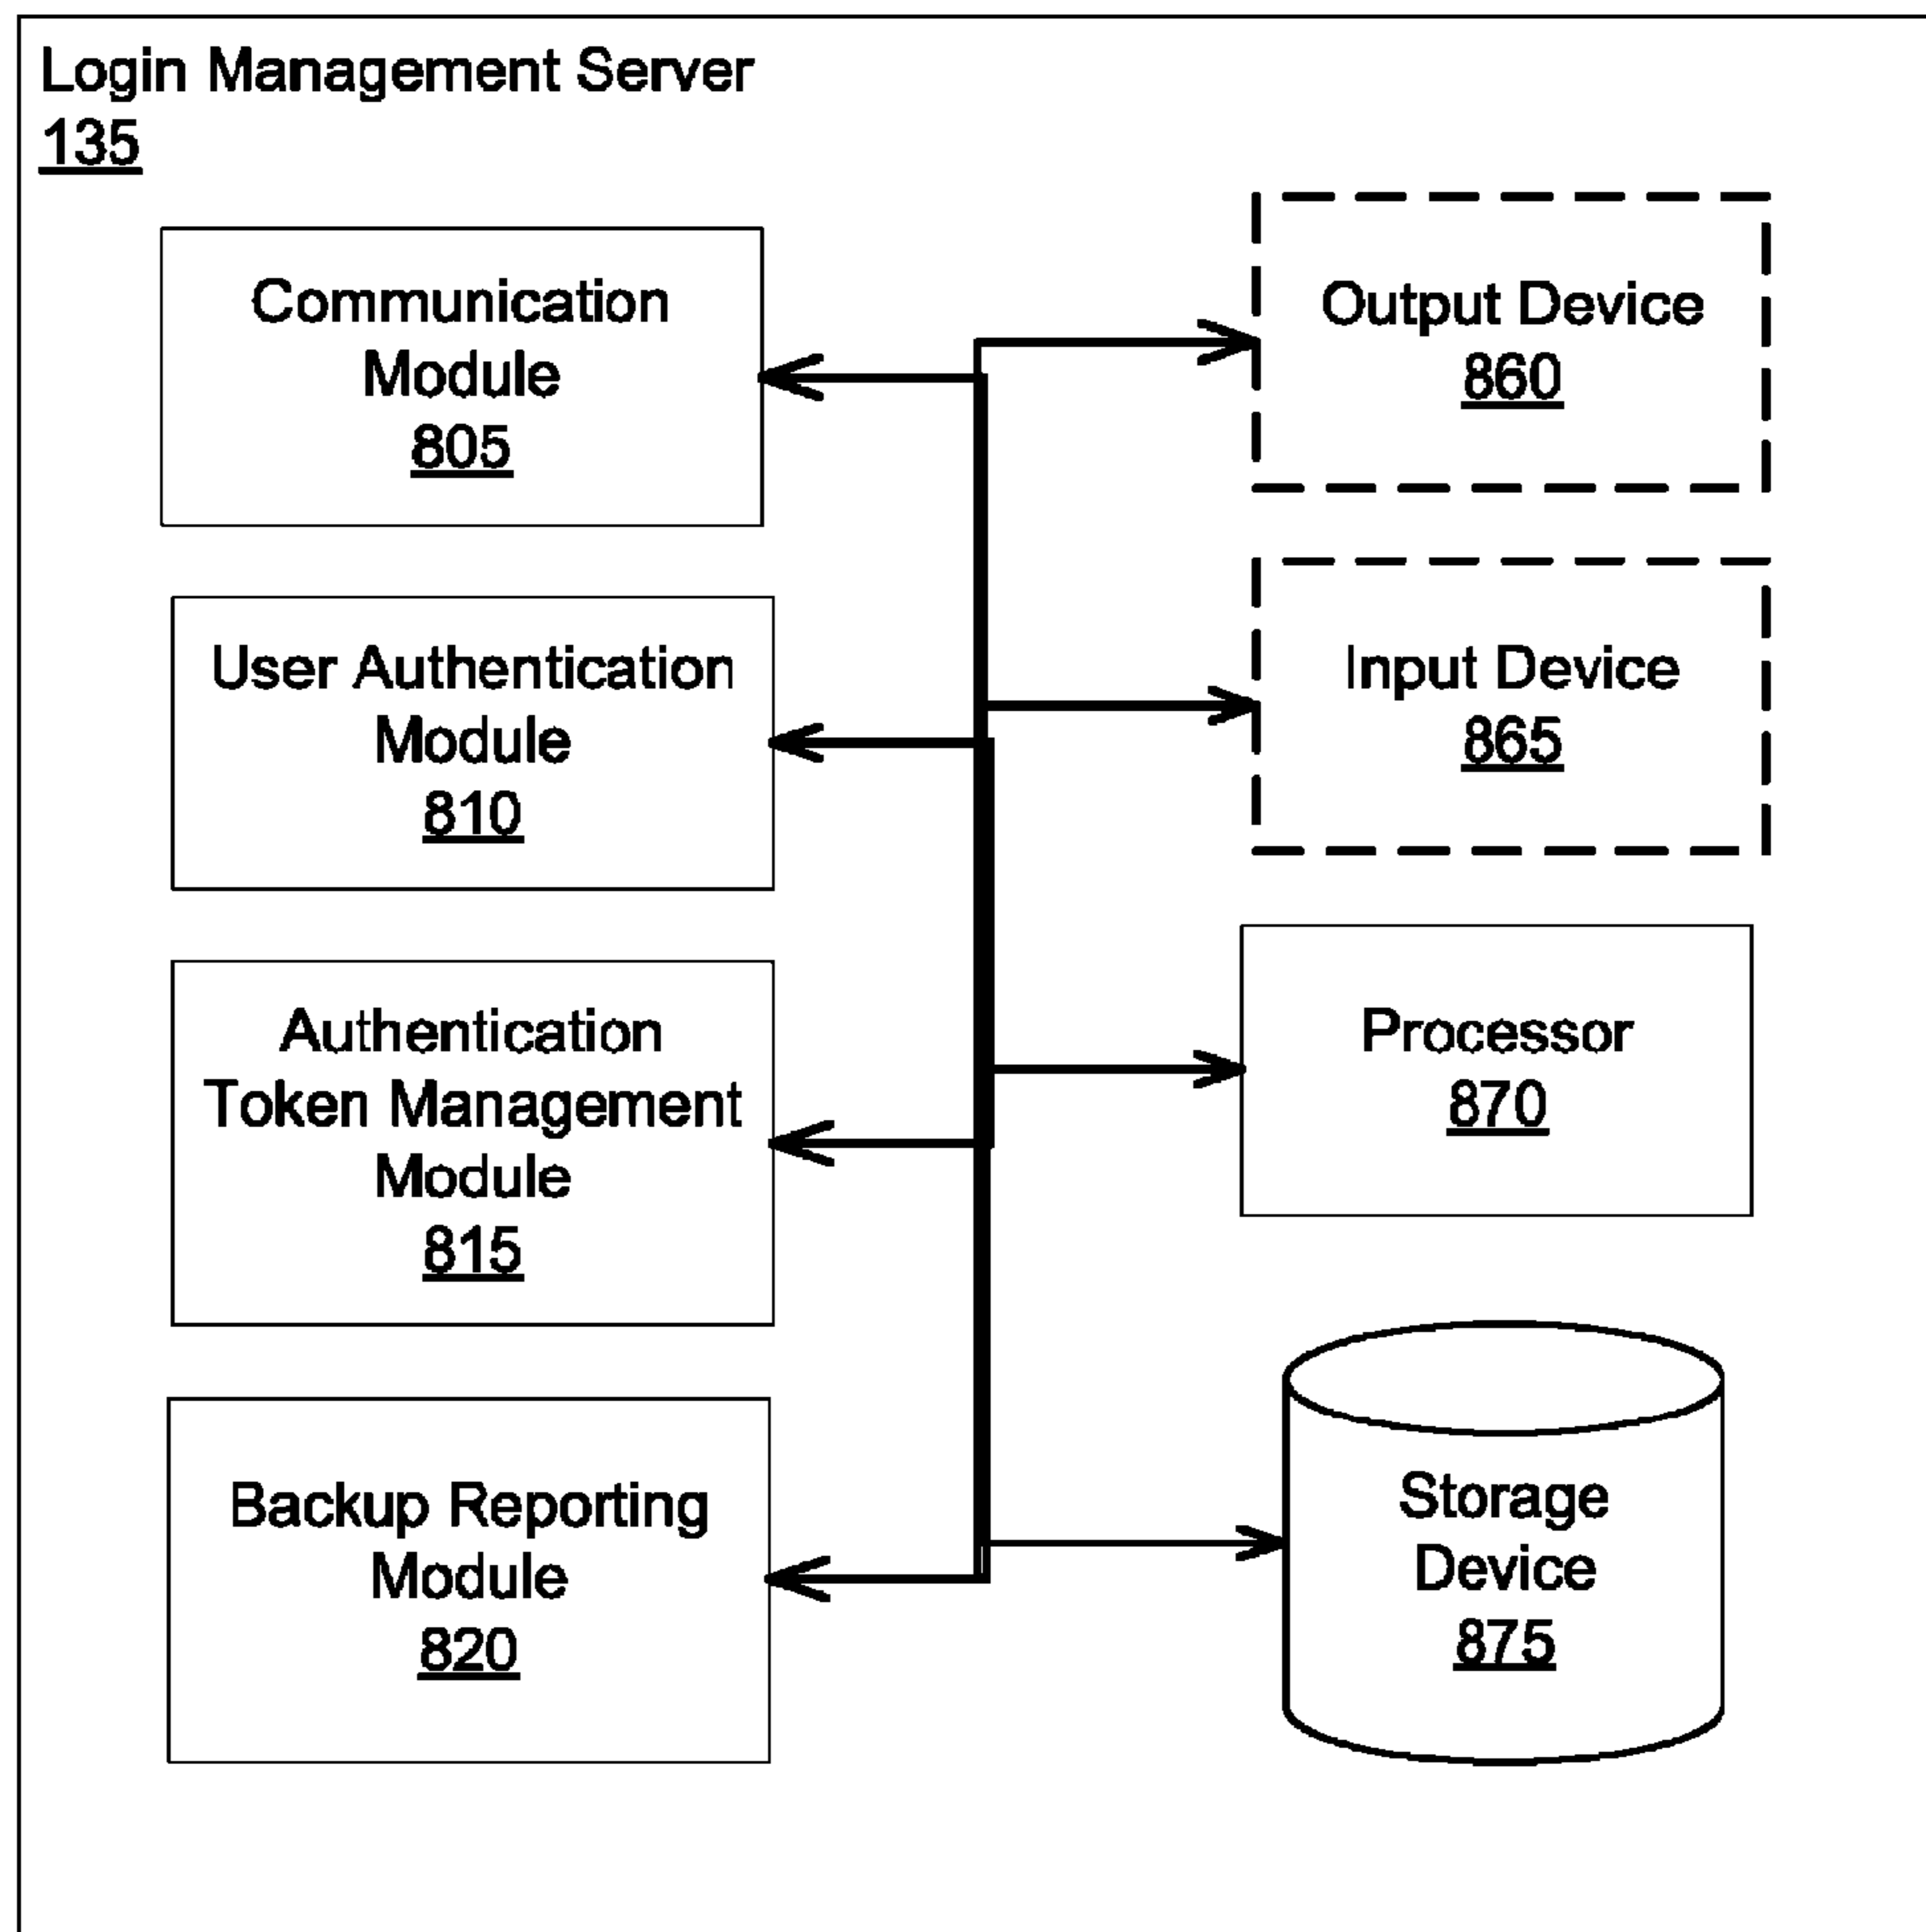 Login Management Server
135
Communication
Module
805
User Authentication
Module
810
Authentication
Token Management
Module
815
Backup Reporting
Module
820
Output Device
860
Input Device
865
Processor
870
Storage
Device
875